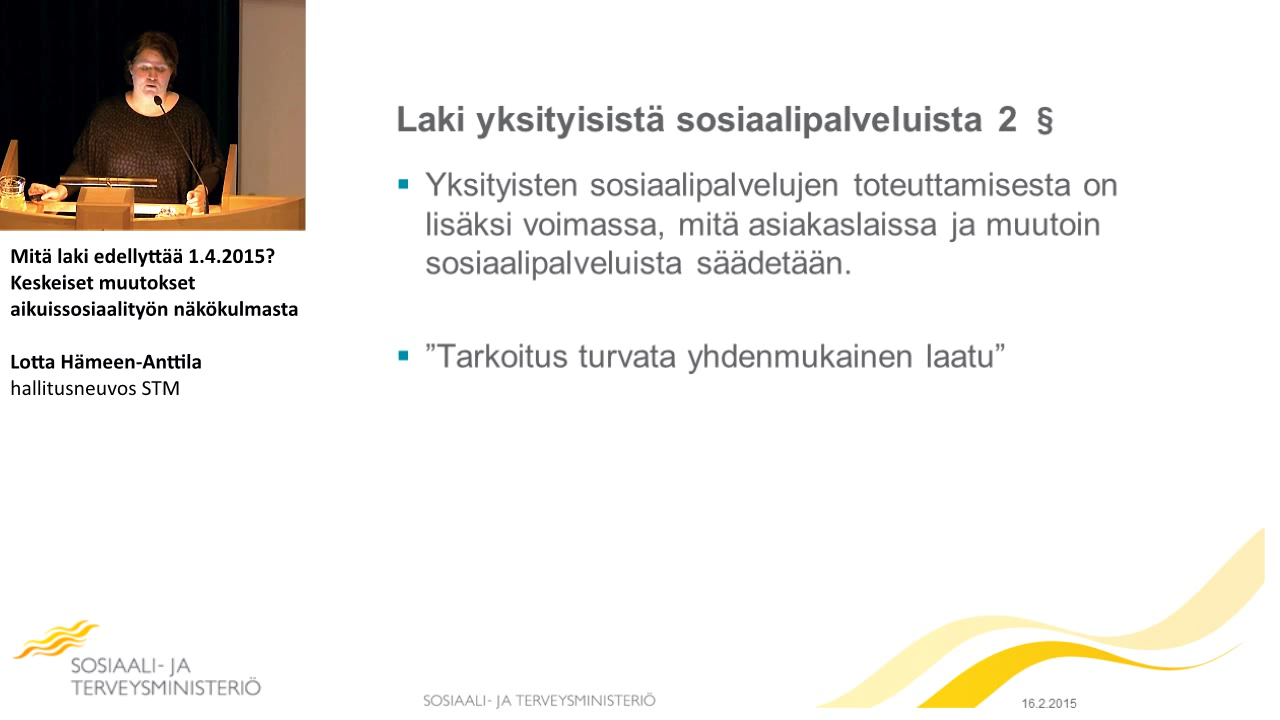 Laki yksityisistä sosiaalipalveluista 2 §
Yksityisten sosiaalipalvelujen toteuttamisesta on
lisäksi voimassa, mitä asiakaslaissa ja muutoin
sosiaalipalveluista säädetään.
”Tarkoitus turvata yhdenmukainen laatu”
Mitä laki edellyttää 1.4.2015?
Keskeiset muutokset
aikuissosiaalityön näkökulmasta
Lotta Hämeen-Anttila
hallitusneuvos STM
SOSIAALI- JA
TERVEYSMINISTERIÖ
SOSIAALI- JA TERVEYSMINISTERIÖ
16.2.2015